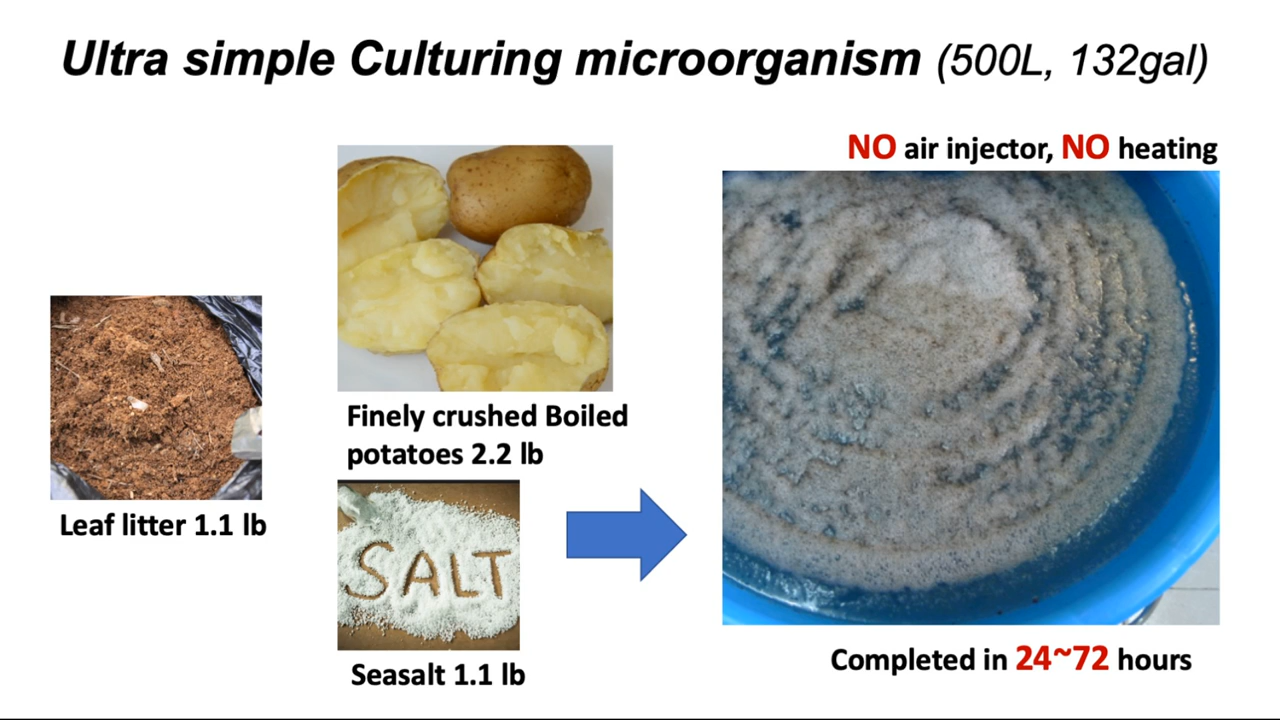 Ultra simple Culturing microorganism (500L, 132gal)
NO air injector, NO heating
Finely crushed Boiled
potatoes 2.2 lb
Leaf litter 1.1 lb
SALT
Seasalt 1.1 lb
Completed in 24~72 hours